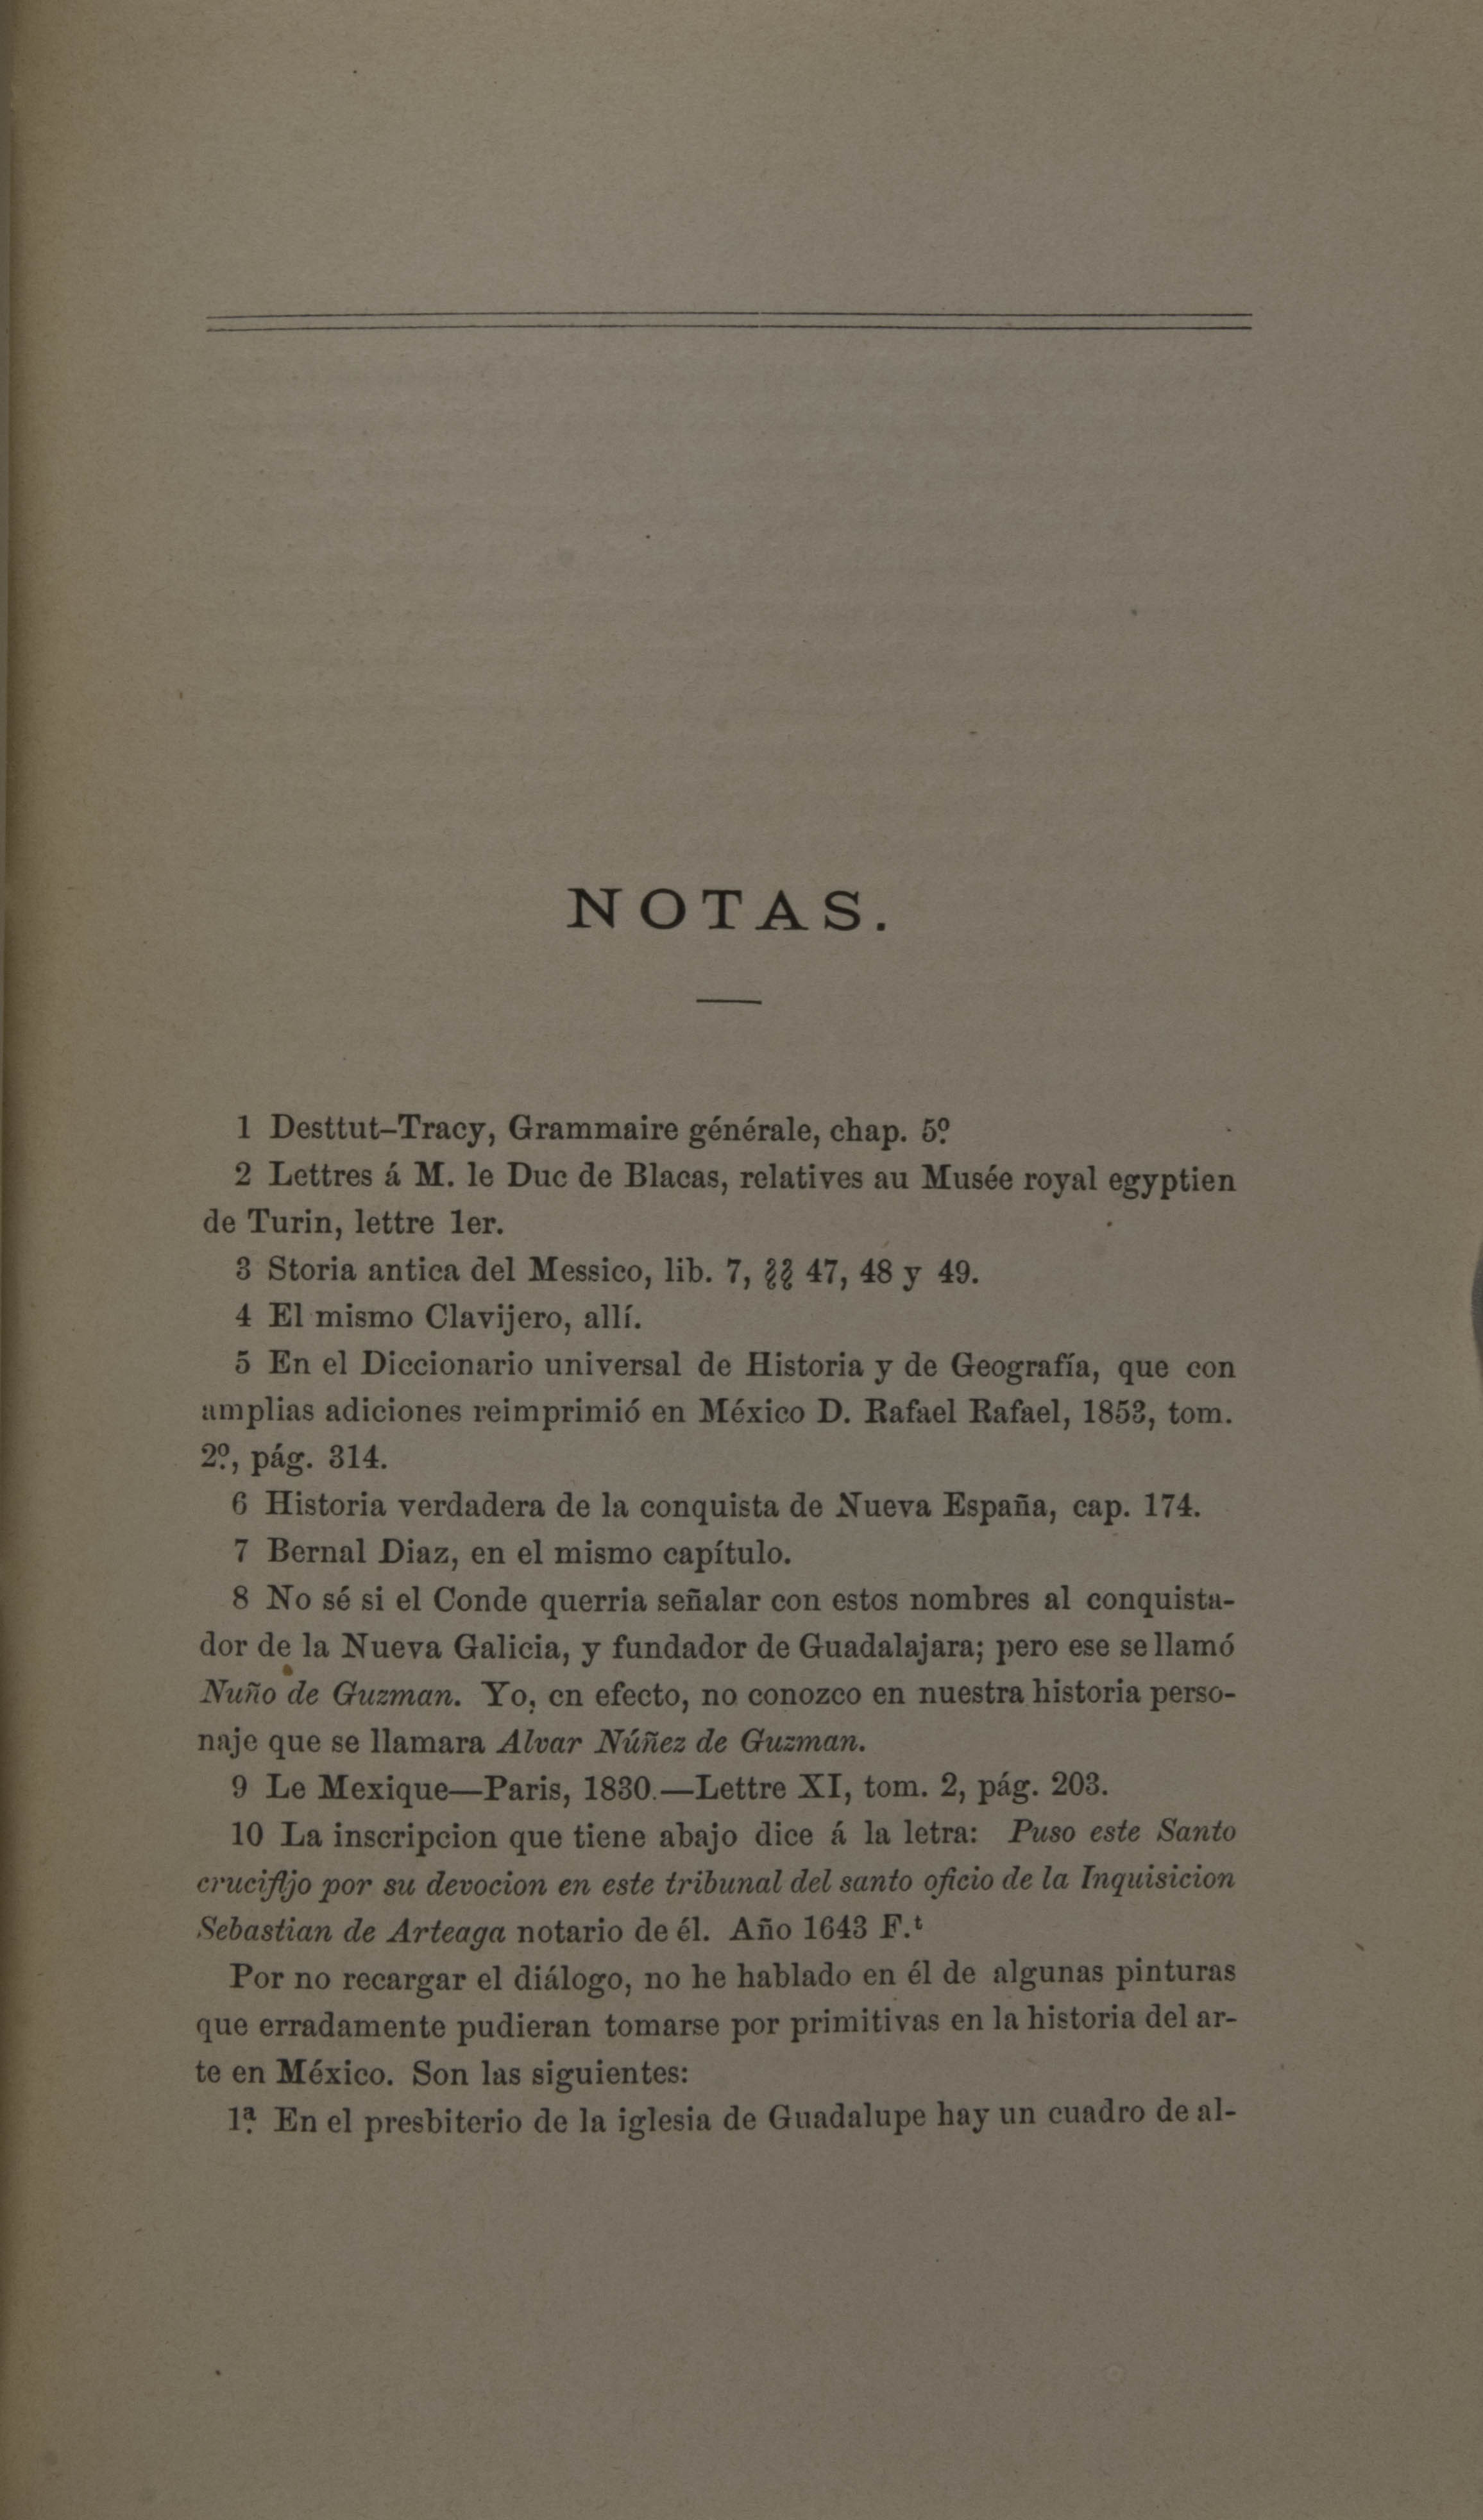 NOTAS.
1 Desttut–Tracy, Grammaire générale, chap. 5º
2 Lettres á M. le Duc de Blacas, relatives au Musée royal egyptien
de Turin, lettre 1er.
3 Storia antica del Messico, lib. 7, §§ 47, 48 y 49.
4 El mismo Clavijero, allí.
5 En el Diccionario universal de Historia y de Geografía, que con
amplias adiciones reimprimió en México D. Rafael Rafael, 1853, tom.
2º, pág. 314.
6 Historia verdadera de la conquista de Nueva España, cap. 174.
7 Bernal Diaz, en el mismo capítulo.
8 No sé si el Conde querria señalar con estos nombres al conquista-
dor de la Nueva Galicia, y fundador de Guadalajara; pero ese se llamó
Nuño de Guzman. Yo, en efecto, no conozco en nuestra historia perso-
naje que se llamara Alvar Núñez de Guzman.
9 Le Mexique—Paris, 1830.—Lettre XI, tom. 2, pág. 203.
10 La inscripcion que tiene abajo dice á la letra: Puso este Santo
crucifijo por su devocion en este tribunal del santo oficio de la Inquisicion
Sebastian de Arteaga notario de él. Año 1643 F.ᵗ
Por no recargar el diálogo, no he hablado en él de algunas pinturas
que erradamente pudieran tomarse por primitivas en la historia del ar-
te en México. Son las siguientes:
1ª En el presbiterio de la iglesia de Guadalupe hay un cuadro de al-